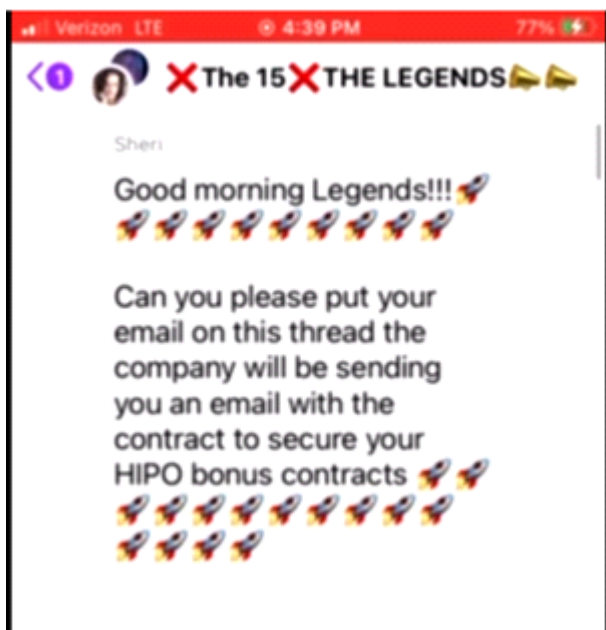 Verizon LTE 4:39 PM 77%
1 ❌The 15❌THE LEGENDS📣📣
Sheri
Good morning Legends!!!🚀
🚀🚀🚀🚀🚀🚀🚀🚀🚀
Can you please put your
email on this thread the
company will be sending
you an email with the
contract to secure your
HIPO bonus contracts 🚀🚀
🚀🚀🚀🚀🚀🚀🚀🚀🚀
🚀🚀🚀🚀